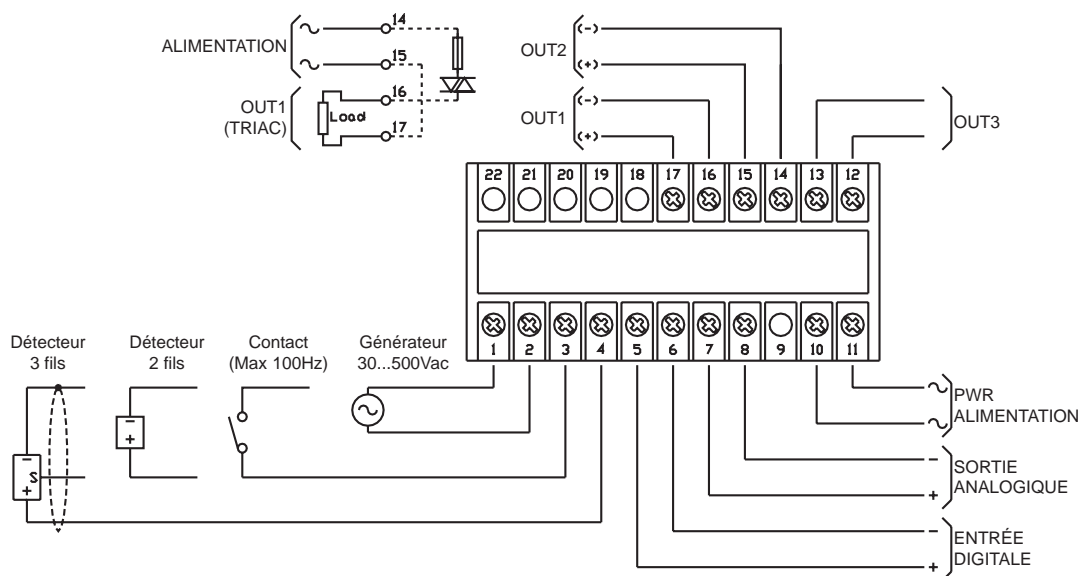 14
ALIMENTATION
15
16
OUT1
(TRIAC)
Load
17
OUT2
(-)
(+)
OUT1
(-)
(+)
OUT3
22 21 20 19 18 17 16 15 14 13 12
1 2 3 4 5 6 7 8 9 10 11
Détecteur
3 fils
Détecteur
2 fils
Contact
(Max 100Hz)
Générateur
30...500Vac
-
+
-
S
+
PWR
ALIMENTATION
-
SORTIE
ANALOGIQUE
+
-
ENTRÉE
DIGITALE
+